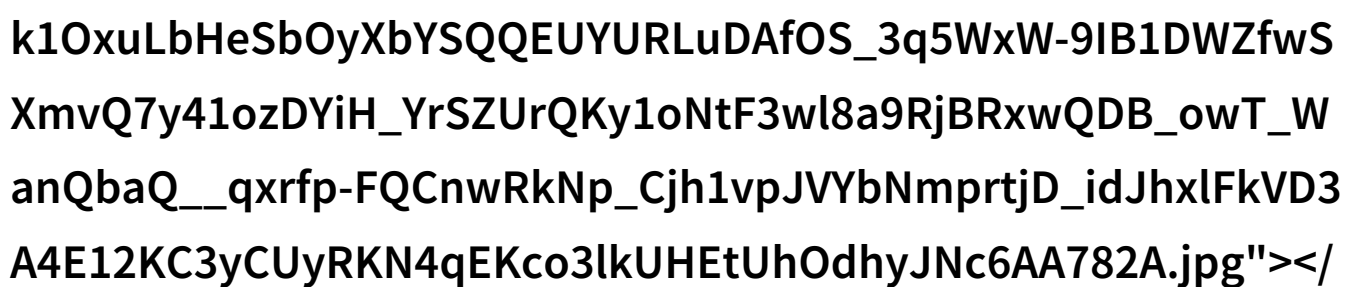 k1OxuLbHeSbOyXbYSQQEUYURLuDAfOS_3q5WxW-9IB1DWZfwS
XmvQ7y41ozDYiH_YrSZUrQKy1oNtF3wl8a9RjBRxwQDB_owT_W
anQbaQ__qxrfp-FQCnwRkNp_Cjh1vpJVYbNmprtjD_idJhxlFkVD3
A4E12KC3yCUyRKN4qEKco3lkUHEtUhOdhyJNc6AA782A.jpg"></